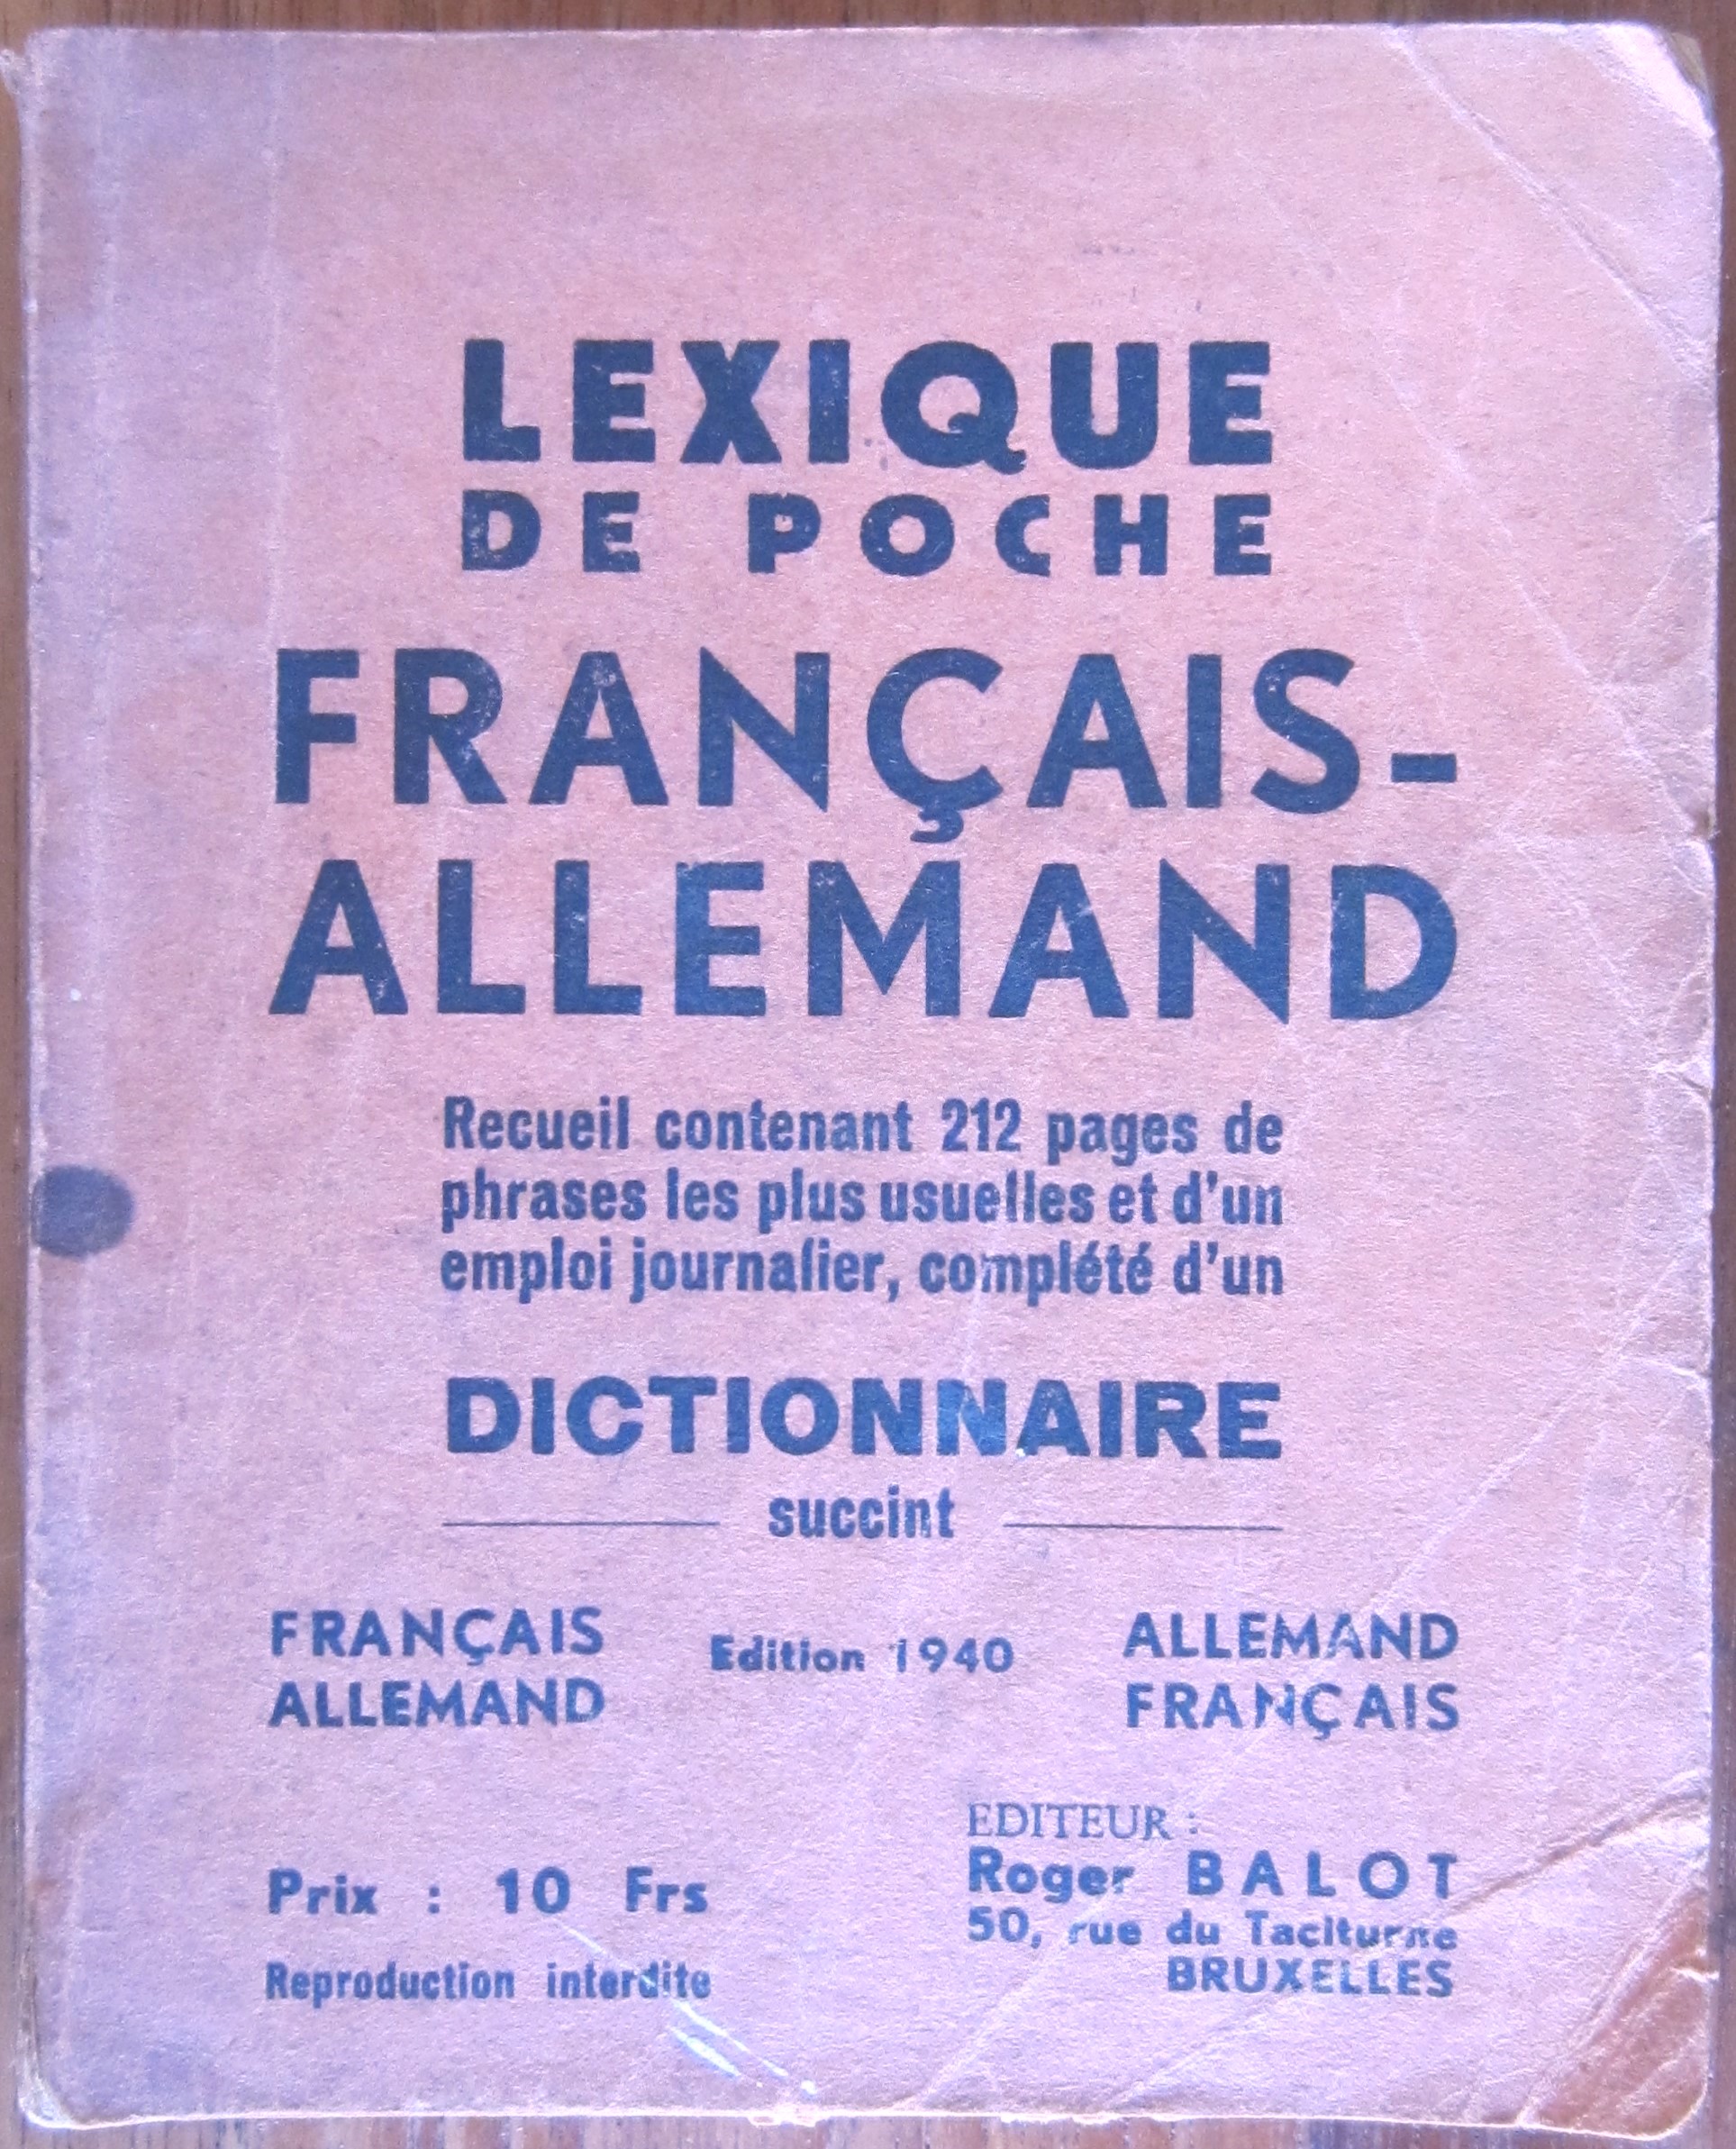 LEXIQUE
DE POCHE
FRANÇAIS-
ALLEMAND
Recueil contenant 212 pages de
phrases les plus usuelles et d'un
emploi journalier, complété d'un
DICTIONNAIRE
succint
FRANÇAIS
ALLEMAND
Edition 1940
ALLEMAND
FRANÇAIS
Prix : 10 Frs
Reproduction interdite
EDITEUR :
Roger BALOT
50, rue du Taciturne
BRUXELLES